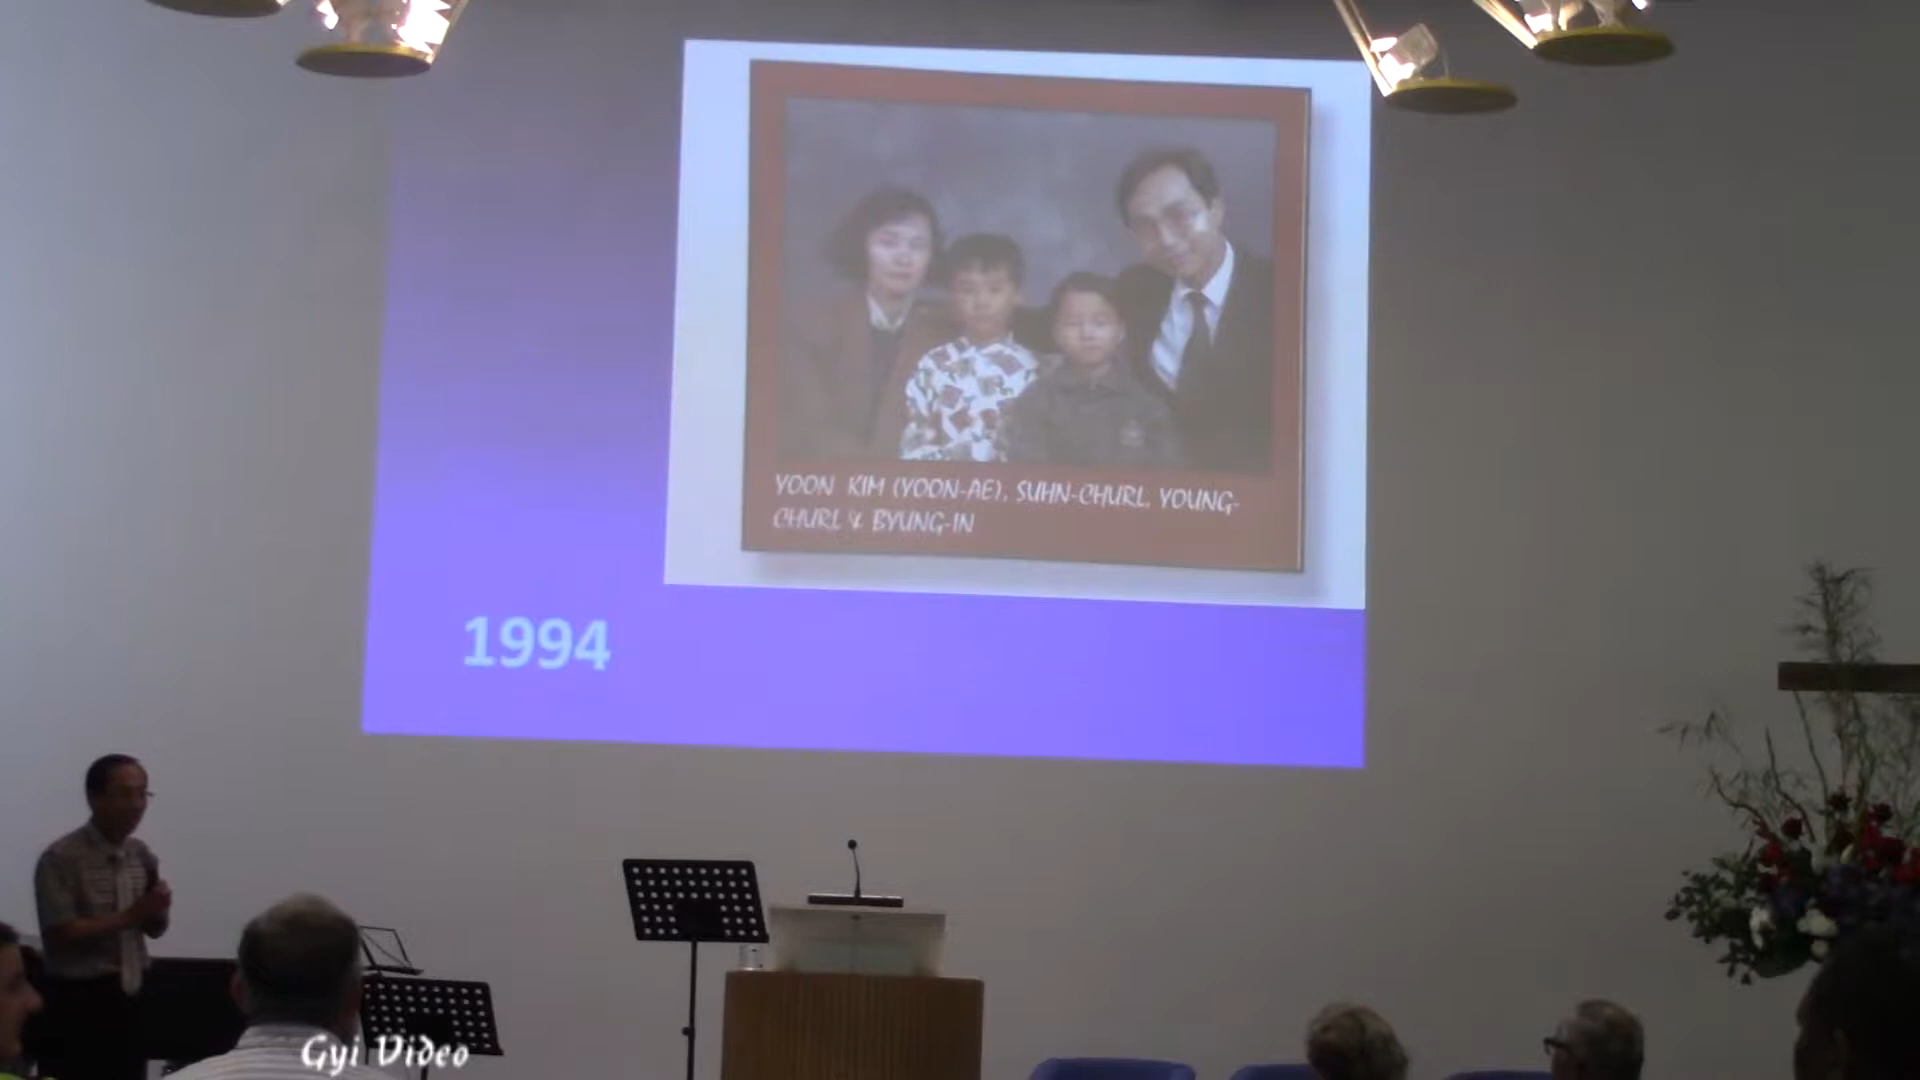 YOON KIM (YOON-AE), SUHN-CHURL, YOUNG-
CHURL & BYUNG-IN
1994
Gyi Video